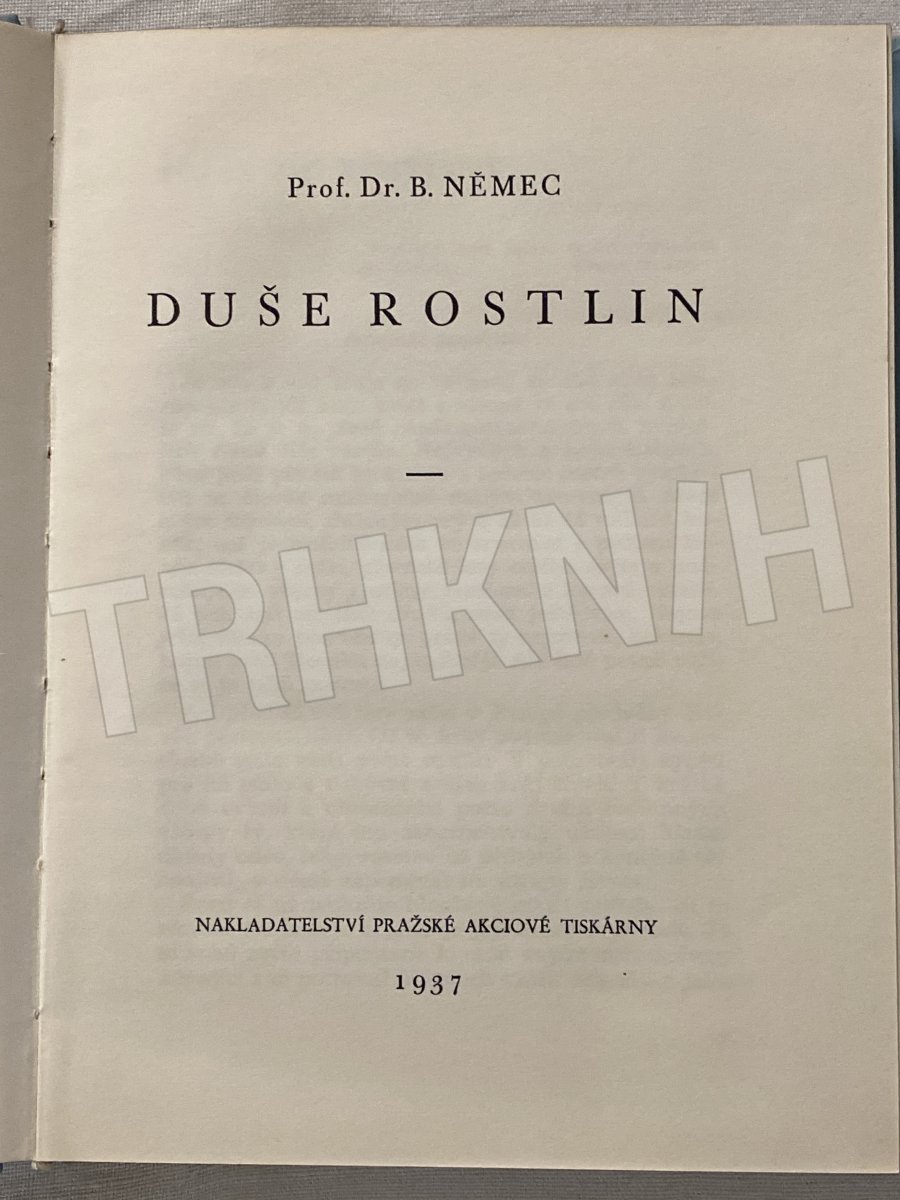 Prof. Dr. B. NĚMEC
DUŠE ROSTLIN
TRHKNIH
NAKLADATELSTVÍ PRAŽSKÉ AKCIOVÉ TISKÁRNY
1937